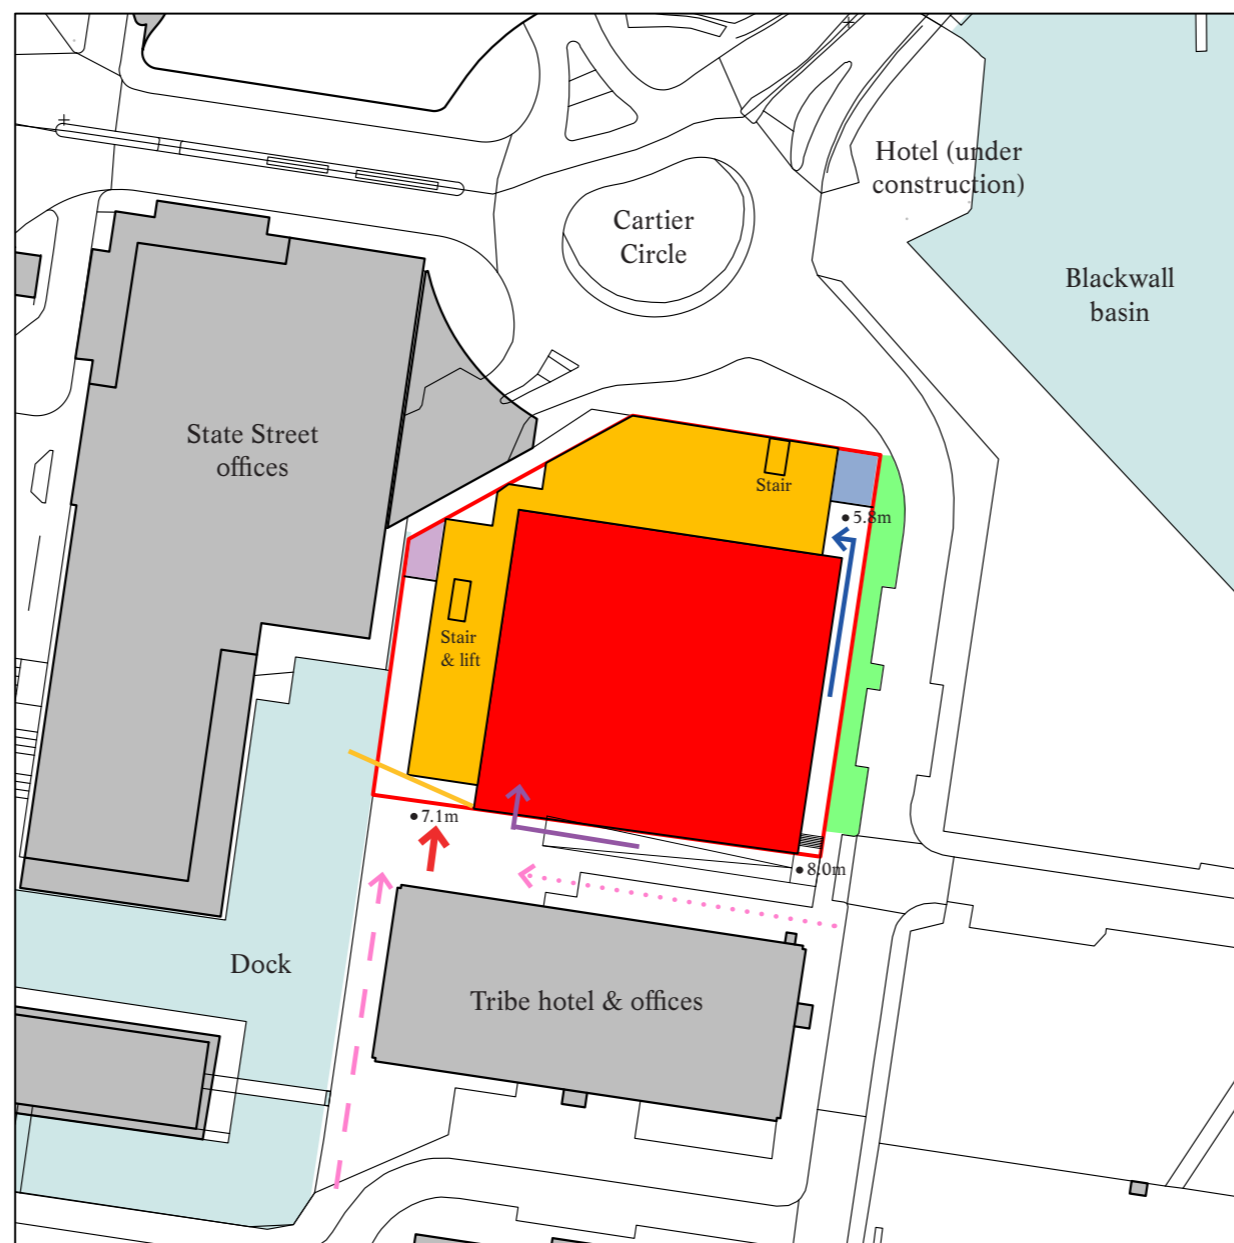 Hotel (under
construction)
Cartier
Circle
Blackwall
basin
State Street
offices
Stair
5.8m
Stair
& lift
7.1m
8.0m
Dock
Tribe hotel & offices